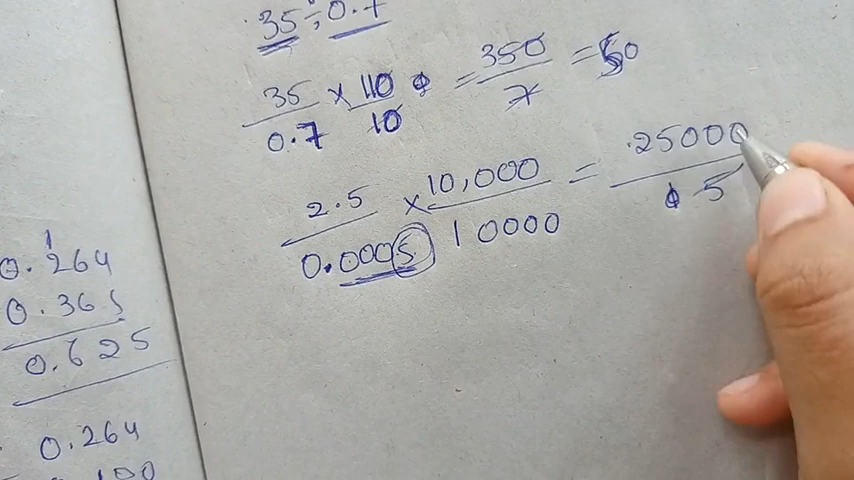 35 ÷ 0.7
35/0.7 × 10/10 = 350/7 = 50
2.5/0.0005 × 10,000/10000 = 25000/5
0.264
0.365
0.625
0.264
100